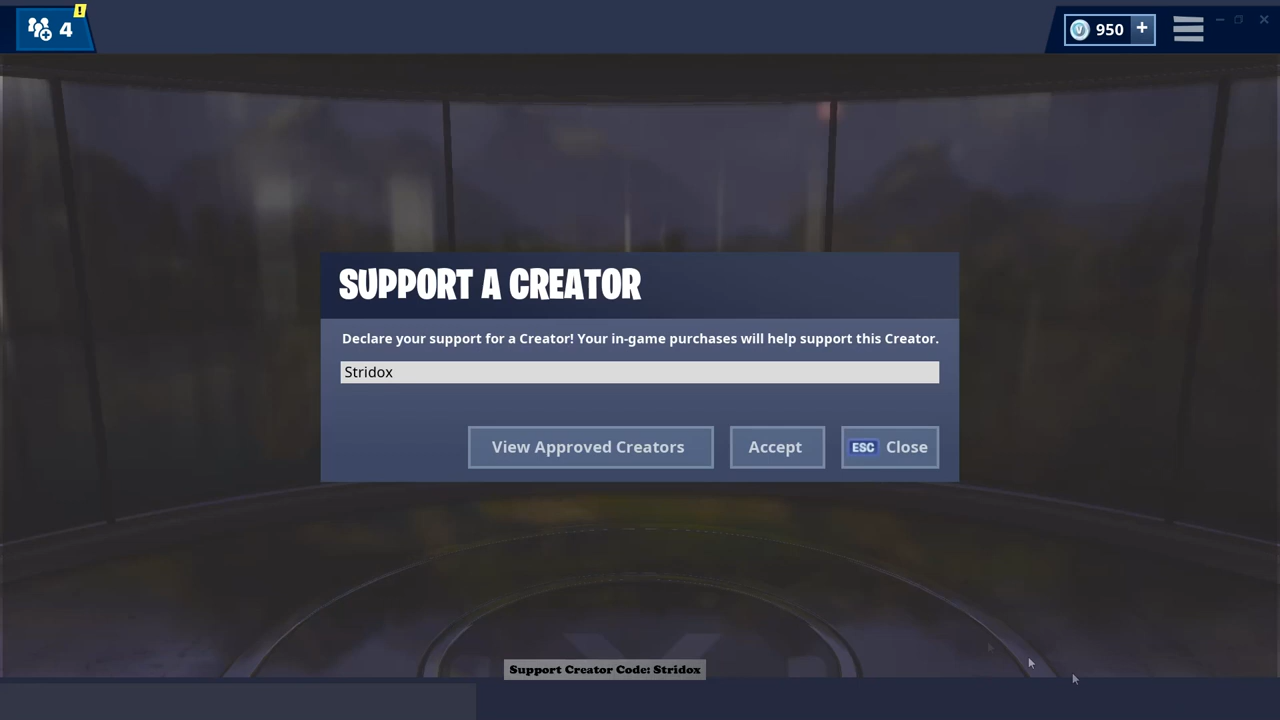 4
!
950 +
SUPPORT A CREATOR
Declare your support for a Creator! Your in-game purchases will help support this Creator.
Stridox
View Approved Creators
Accept
ESC Close
Support Creator Code: Stridox